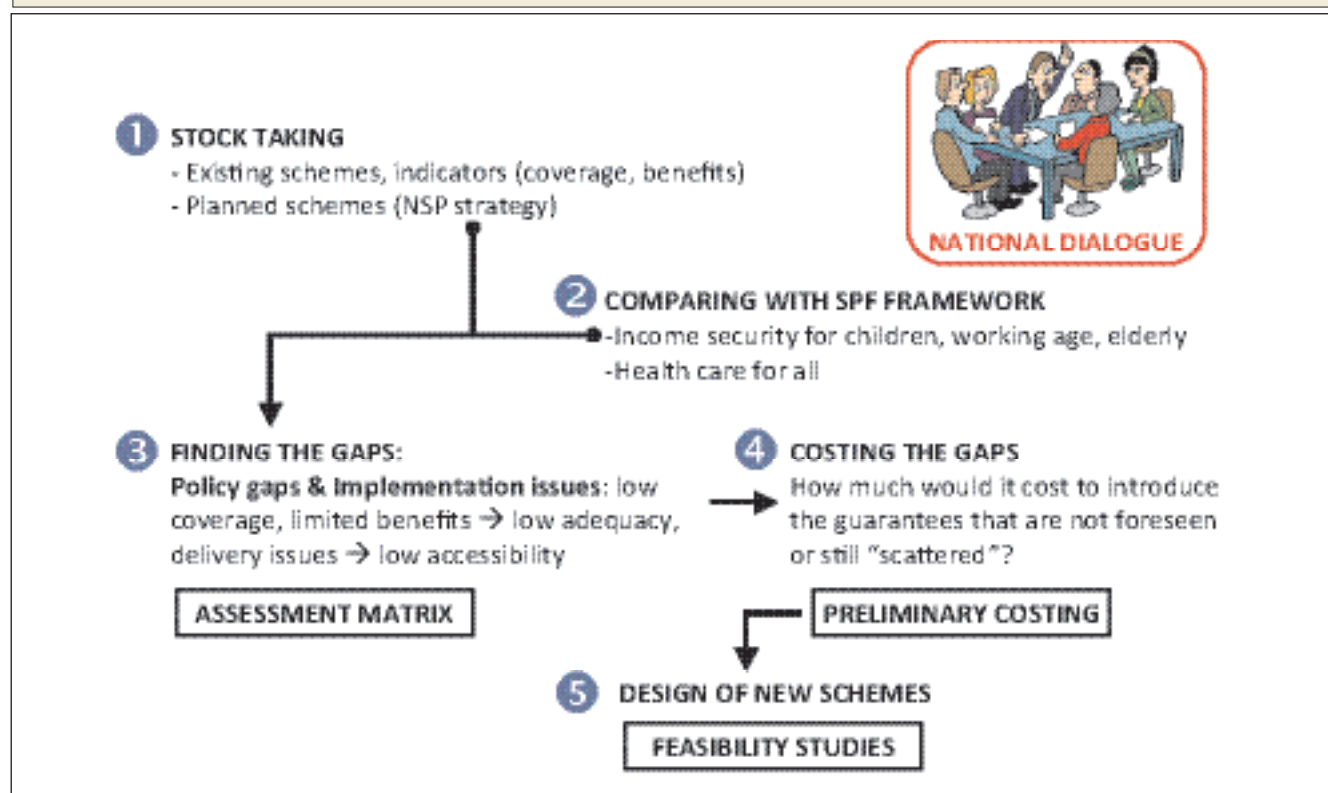 NATIONAL DIALOGUE
1 STOCK TAKING
- Existing schemes, indicators (coverage, benefits)
- Planned schemes (NSP strategy)
2 COMPARING WITH SPF FRAMEWORK
-Income security for children, working age, elderly
-Health care for all
3 FINDING THE GAPS:
Policy gaps & Implementation issues: low
coverage, limited benefits → low adequacy,
delivery issues → low accessibility
ASSESSMENT MATRIX
4 COSTING THE GAPS
How much would it cost to introduce
the guarantees that are not foreseen
or still “scattered”?
PRELIMINARY COSTING
5 DESIGN OF NEW SCHEMES
FEASIBILITY STUDIES